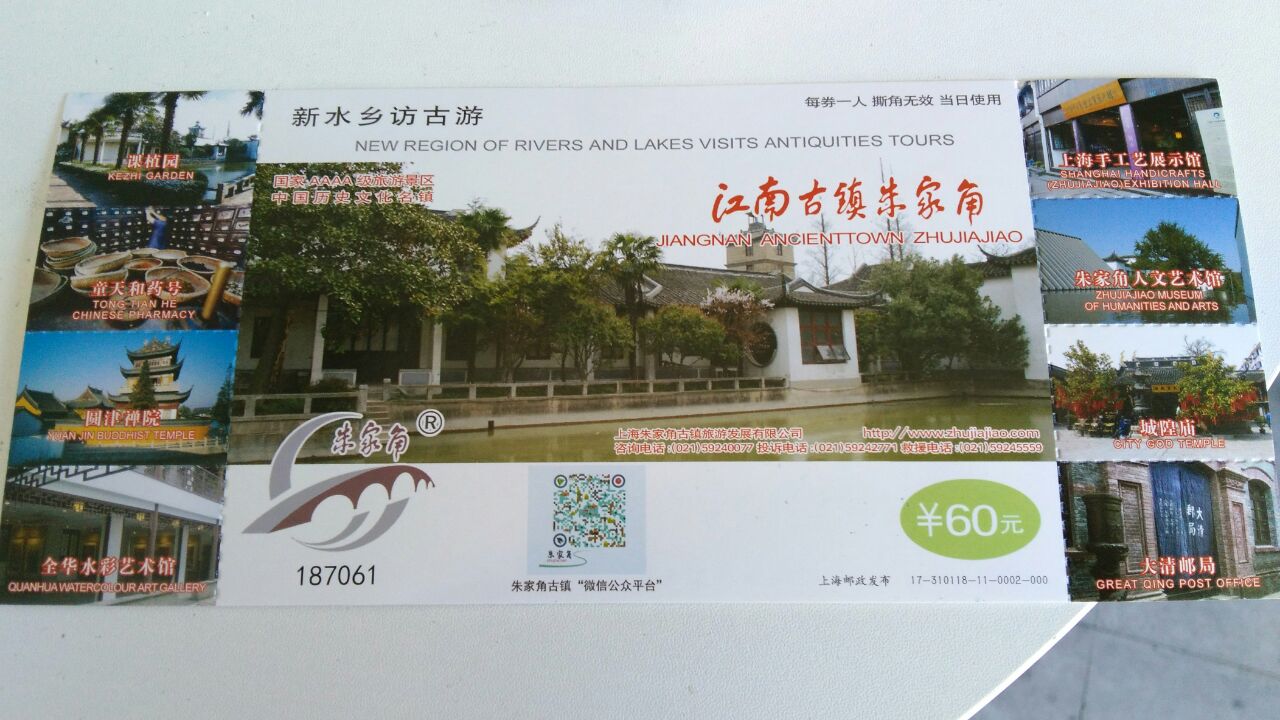 新水乡访古游
每券一人 撕角无效 当日使用
NEW REGION OF RIVERS AND LAKES VISITS ANTIQUITIES TOURS
国家AAAA级旅游景区
中国历史文化名镇
江南古镇朱家角
JIANGNAN ANCIENTTOWN ZHUJIAJIAO
课植园
KEZHI GARDEN
童天和药号
TONG TIAN HE
CHINESE PHARMACY
圆津禅院
YUAN JIN BUDDHIST TEMPLE
全华水彩艺术馆
QUANHUA WATERCOLOUR ART GALLERY
朱家角®
上海朱家角古镇旅游发展有限公司 http://www.zhujiajiao.com
咨询电话:(021)59240077 投诉电话:(021)59242771 救援电话:(021)59245559
187061
朱家角
朱家角古镇“微信公众平台”
¥60元
上海邮政发布 17-310118-11-0002-000
上海手工艺展示馆
SHANGHAI HANDICRAFTS
(ZHUJIAJIAO)EXHIBITION HALL
朱家角人文艺术馆
ZHUJIAJIAO MUSEUM
OF HUMANITIES AND ARTS
城隍庙
CITY GOD TEMPLE
大清邮局
大清邮局
GREAT QING POST OFFICE